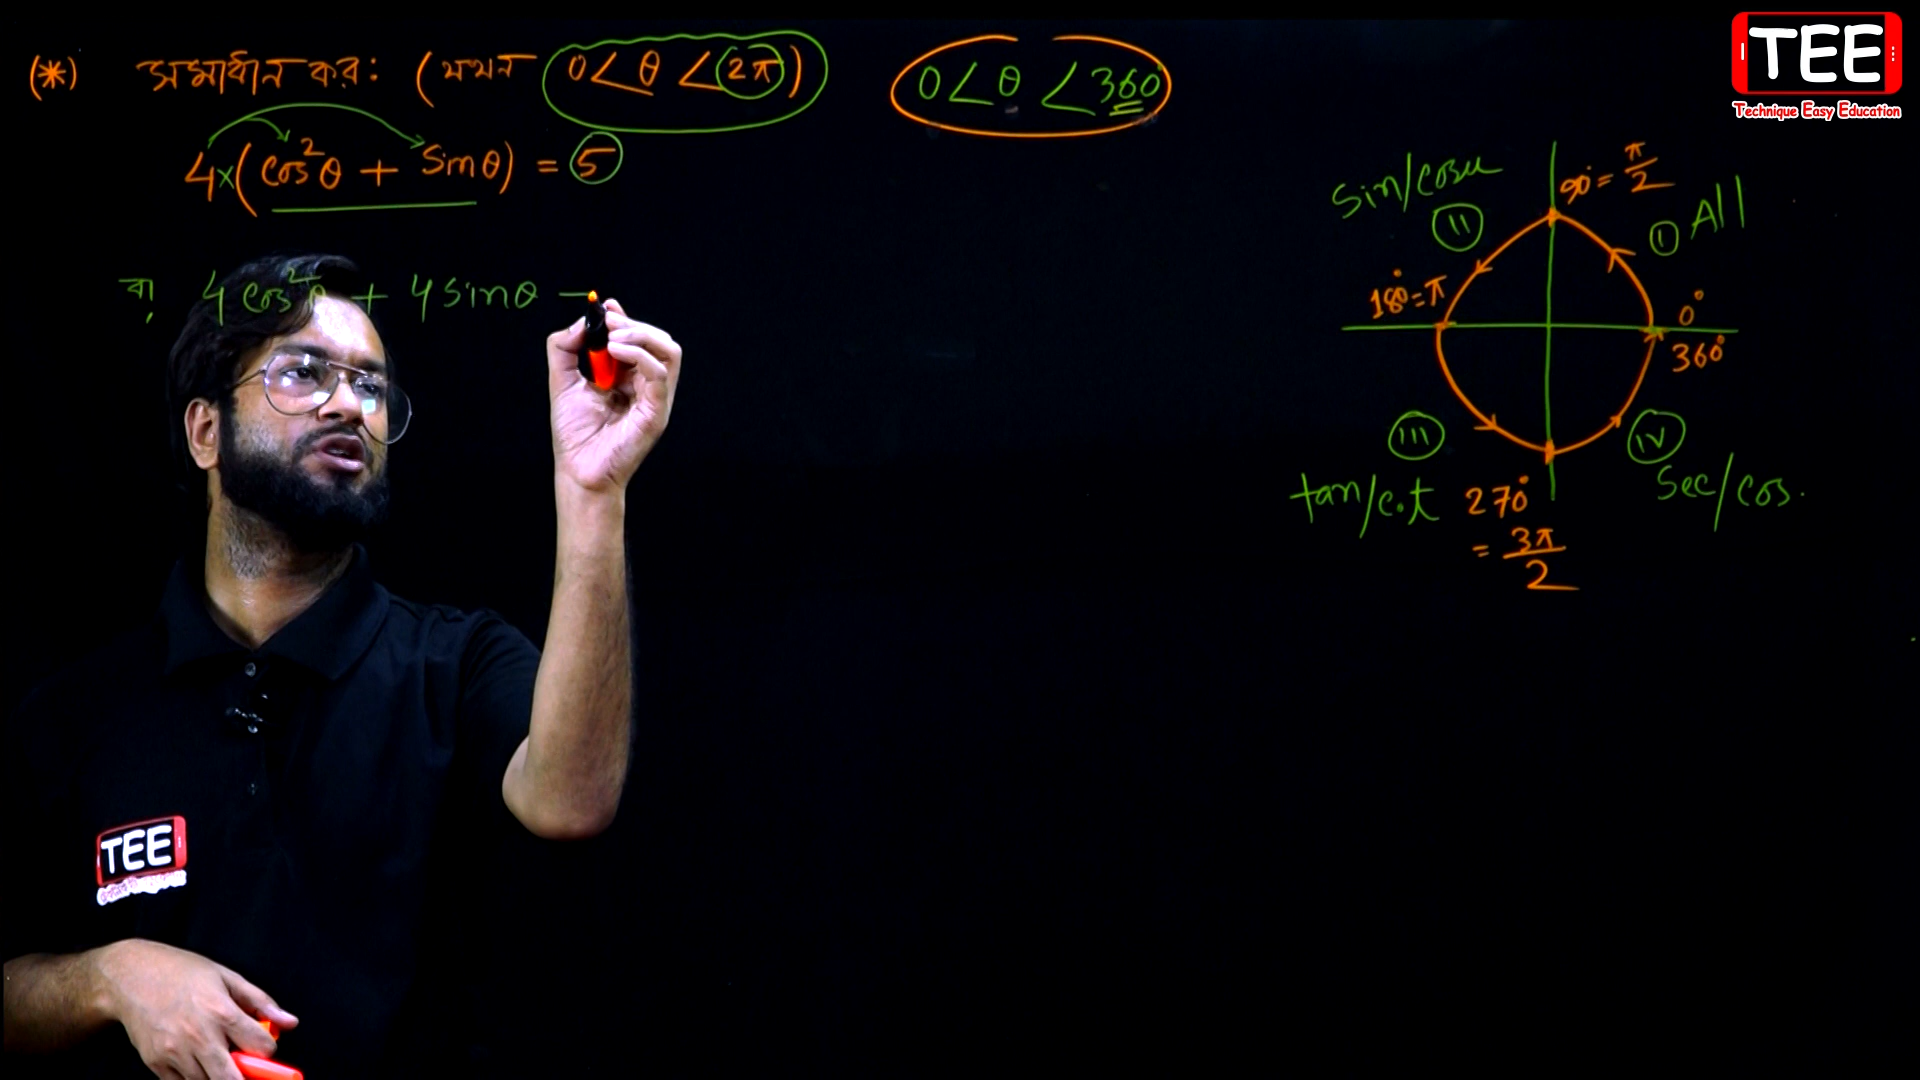 (*) সমাধান কর: (যখন 0<θ<2π) 0<θ<360°
4×(cos²θ + Sinθ) = 5
বা, 4 cos²θ + 4 sinθ –
TEE
Technique Easy Education
Sin/cosec
90° = π/2
II
I All
180° = π
0°
360°
III
IV
tan/cot
270°
= 3π/2
Sec/cos.
TEE